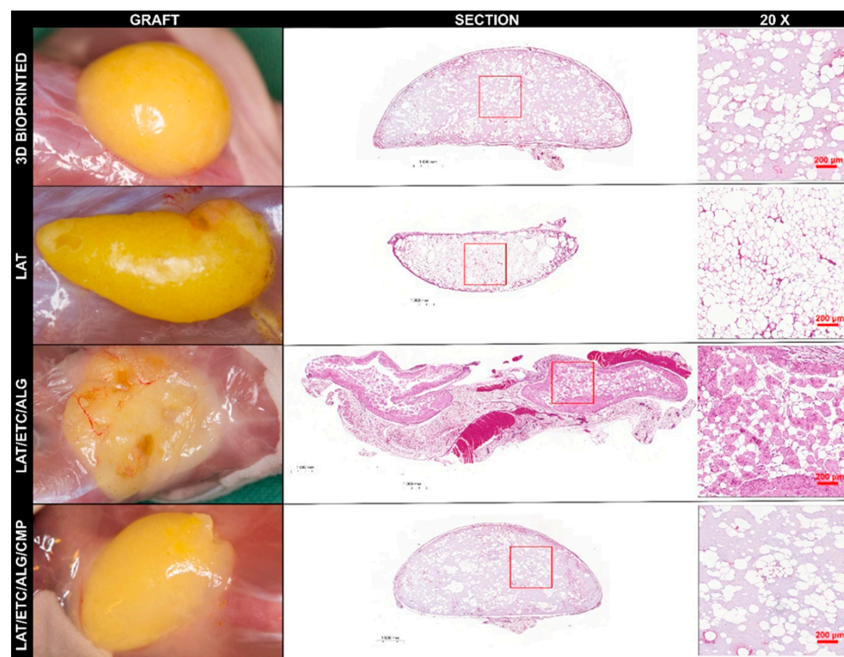 GRAFT SECTION 20 X
3D BIOPRINTED
200 µm
LAT
200 µm
LAT/ETC/ALG
200 µm
LAT/ETC/ALG/CMP
200 µm